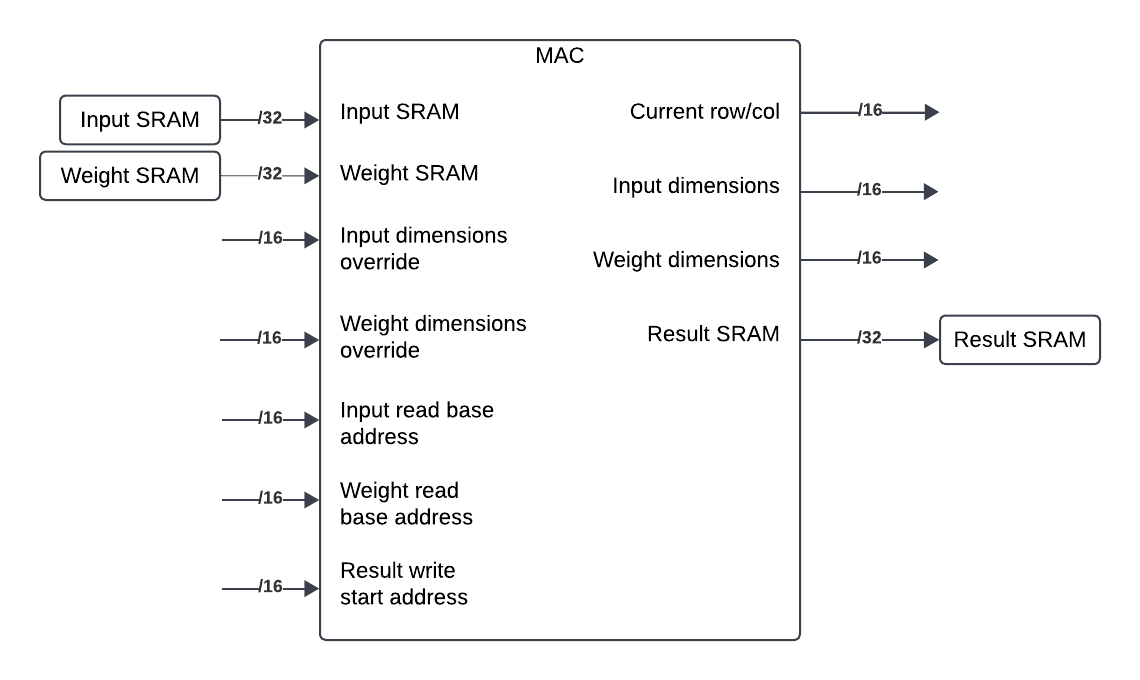 MAC
Input SRAM
/32
Input SRAM
Weight SRAM
/32
Weight SRAM
/16
Input dimensions
override
/16
Weight dimensions
override
/16
Input read base
address
/16
Weight read
base address
/16
Result write
start address
Current row/col
/16
Input dimensions
/16
Weight dimensions
/16
Result SRAM
/32
Result SRAM